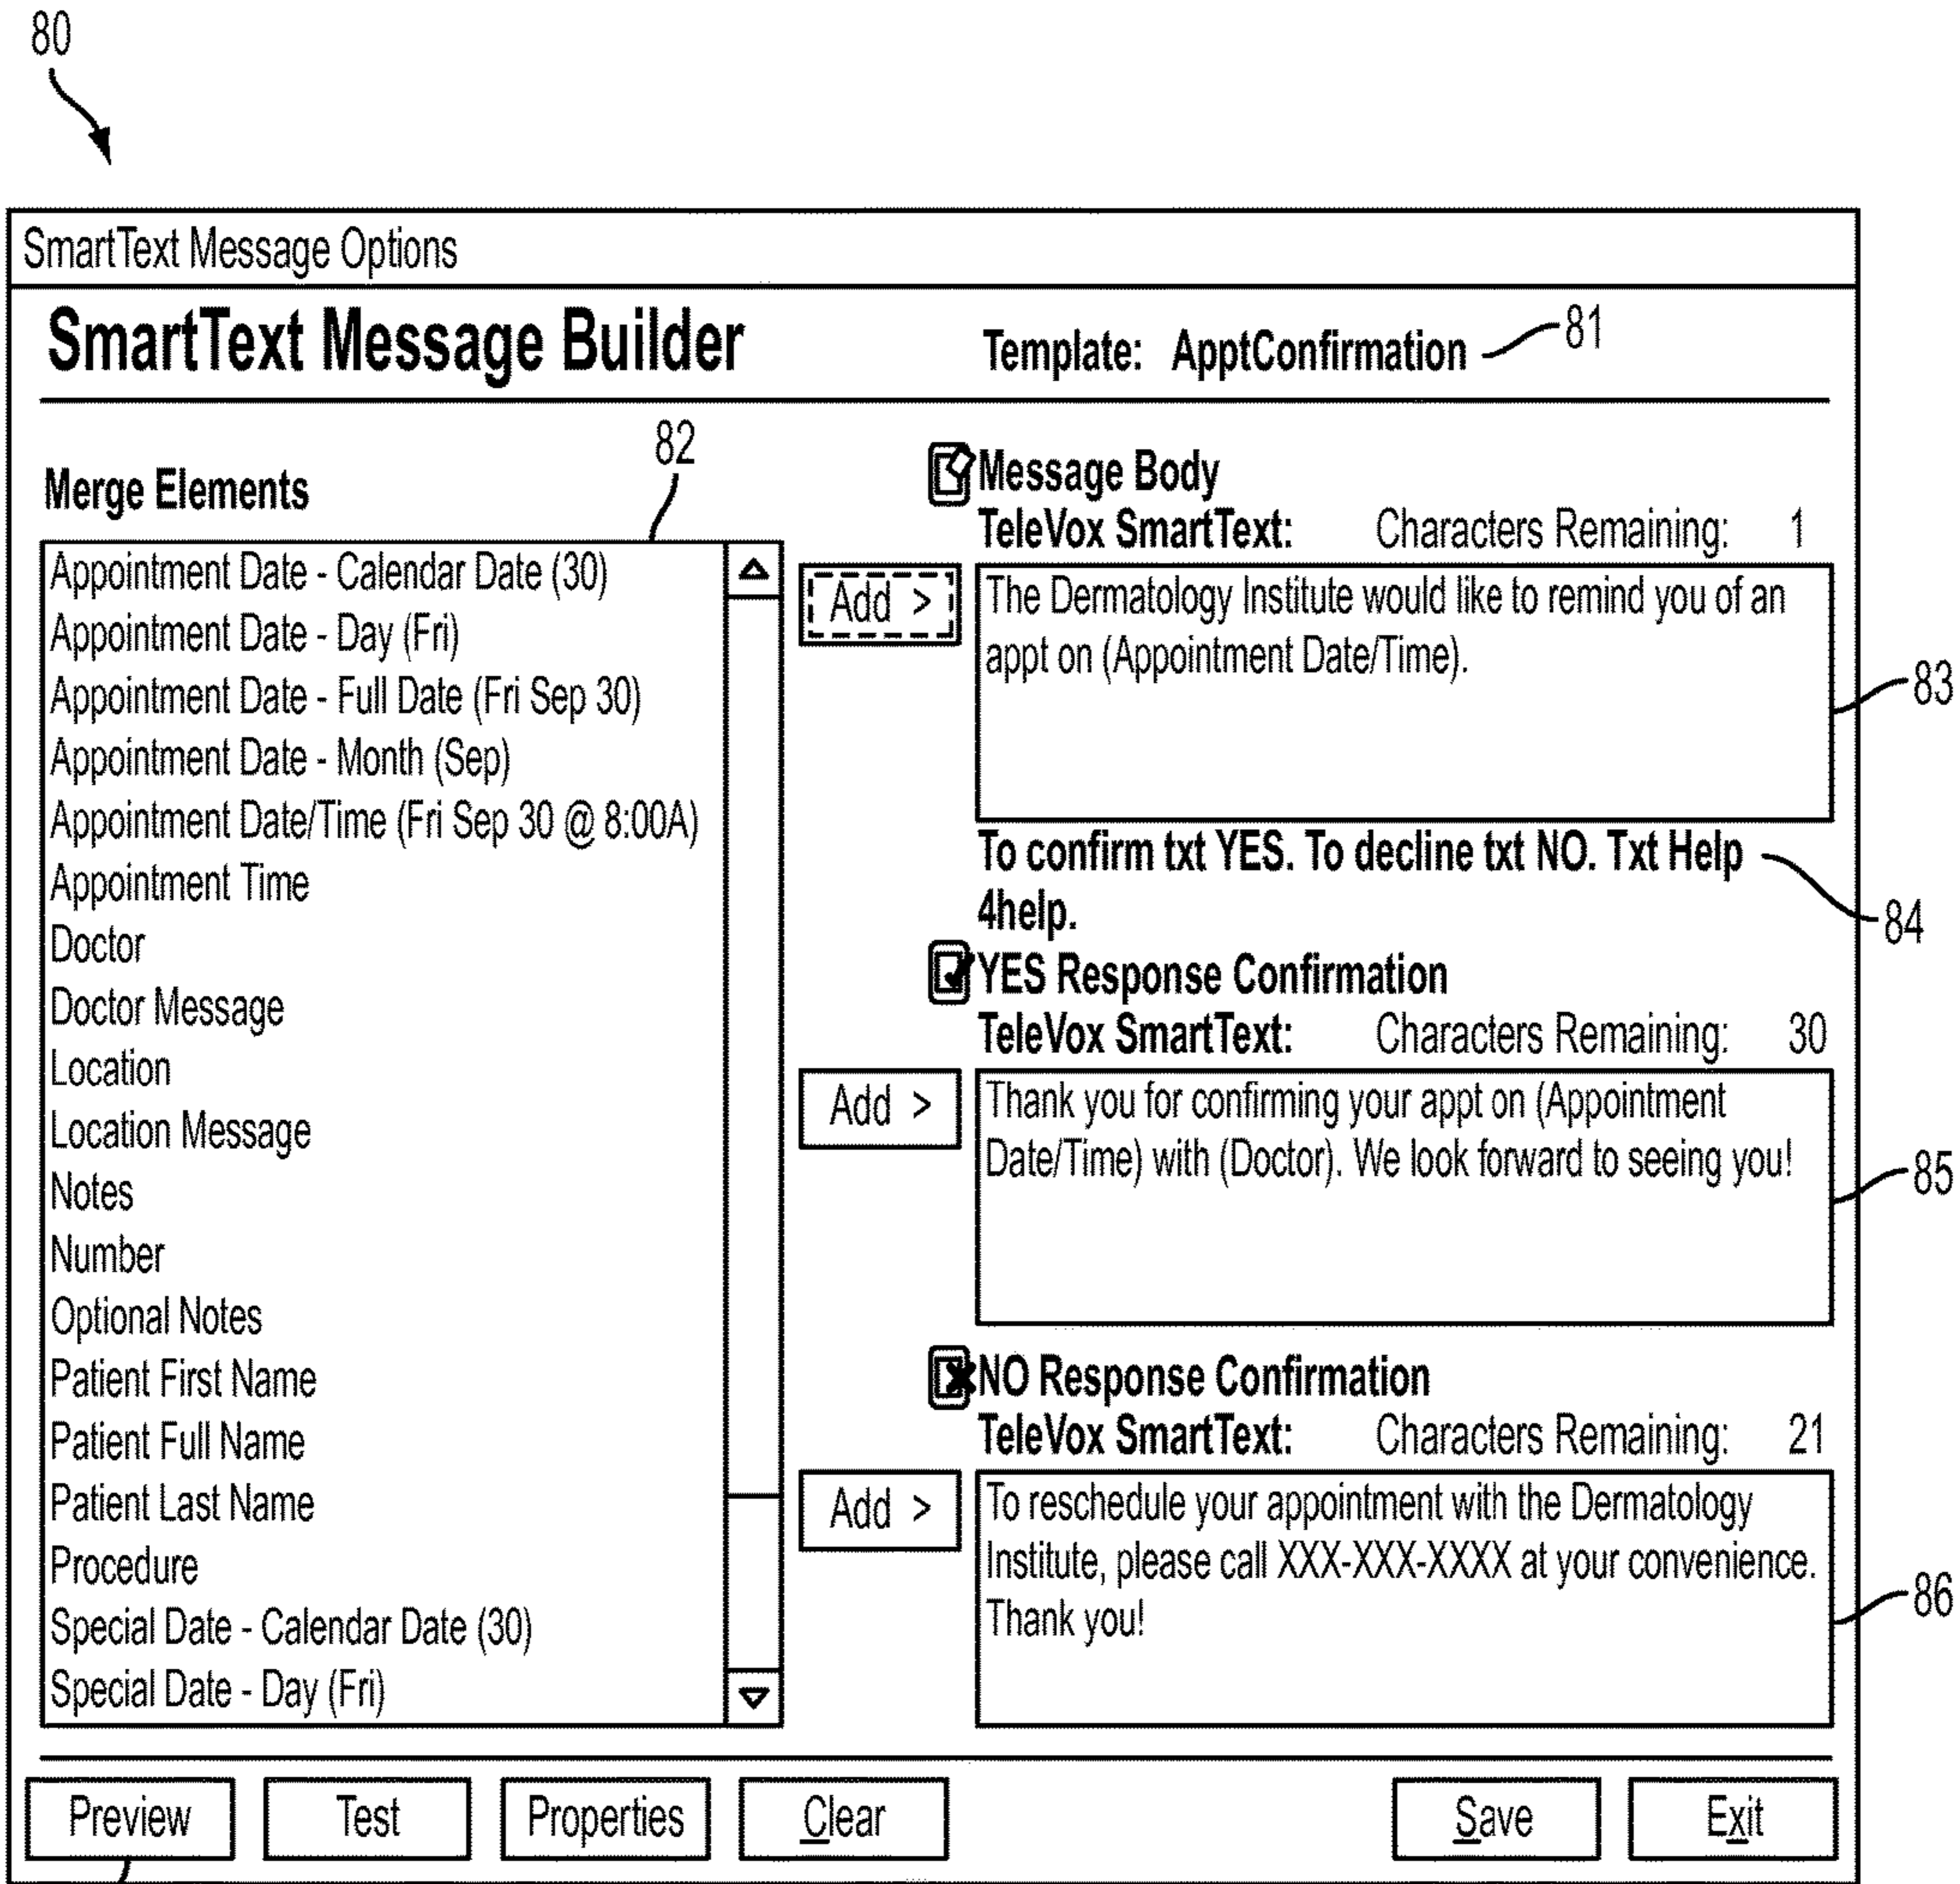 80
SmartText Message Options
SmartText Message Builder
Template: ApptConfirmation
81
Merge Elements
82
Appointment Date - Calendar Date (30)
Appointment Date - Day (Fri)
Appointment Date - Full Date (Fri Sep 30)
Appointment Date - Month (Sep)
Appointment Date/Time (Fri Sep 30 @ 8:00A)
Appointment Time
Doctor
Doctor Message
Location
Location Message
Notes
Number
Optional Notes
Patient First Name
Patient Full Name
Patient Last Name
Procedure
Special Date - Calendar Date (30)
Special Date - Day (Fri)
Message Body
TeleVox SmartText: Characters Remaining: 1
Add >
The Dermatology Institute would like to remind you of an
appt on (Appointment Date/Time).
83
To confirm txt YES. To decline txt NO. Txt Help
4help.
84
YES Response Confirmation
TeleVox SmartText: Characters Remaining: 30
Add >
Thank you for confirming your appt on (Appointment
Date/Time) with (Doctor). We look forward to seeing you!
85
NO Response Confirmation
TeleVox SmartText: Characters Remaining: 21
Add >
To reschedule your appointment with the Dermatology
Institute, please call XXX-XXX-XXXX at your convenience.
Thank you!
86
Preview Test Properties Clear Save Exit